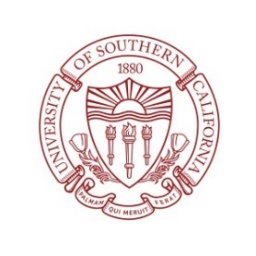 UNIVERSITY OF SOUTHERN CALIFORNIA
1880
PALMAM QUI MERUIT FERAT